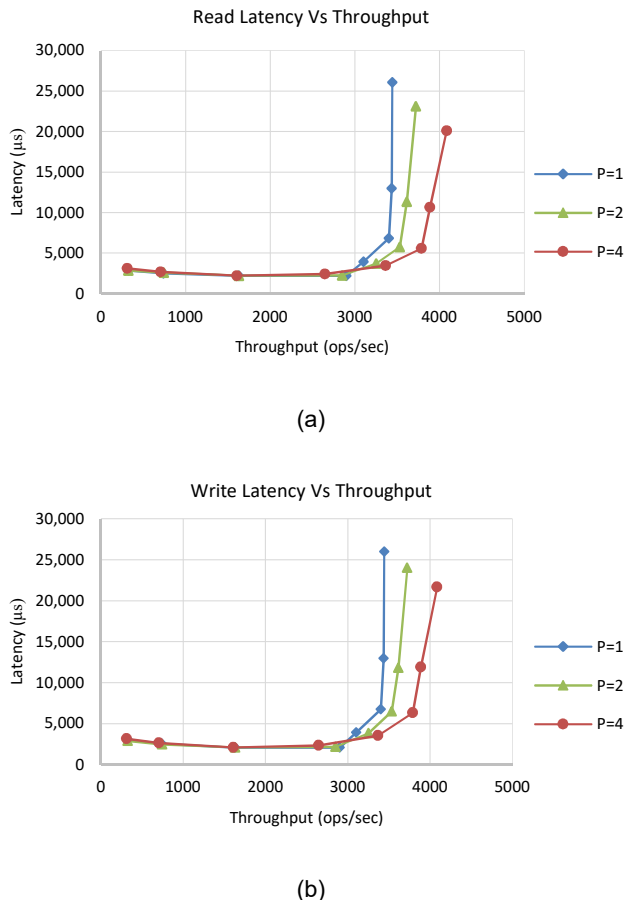 Read Latency Vs Throughput
30,000
25,000
20,000
15,000
10,000
5,000
0
Latency (µs)
0 1000 2000 3000 4000 5000
Throughput (ops/sec)
P=1
P=2
P=4
(a)
Write Latency Vs Throughput
30,000
25,000
20,000
15,000
10,000
5,000
0
Latency (µs)
0 1000 2000 3000 4000 5000
Throughput (ops/sec)
P=1
P=2
P=4
(b)